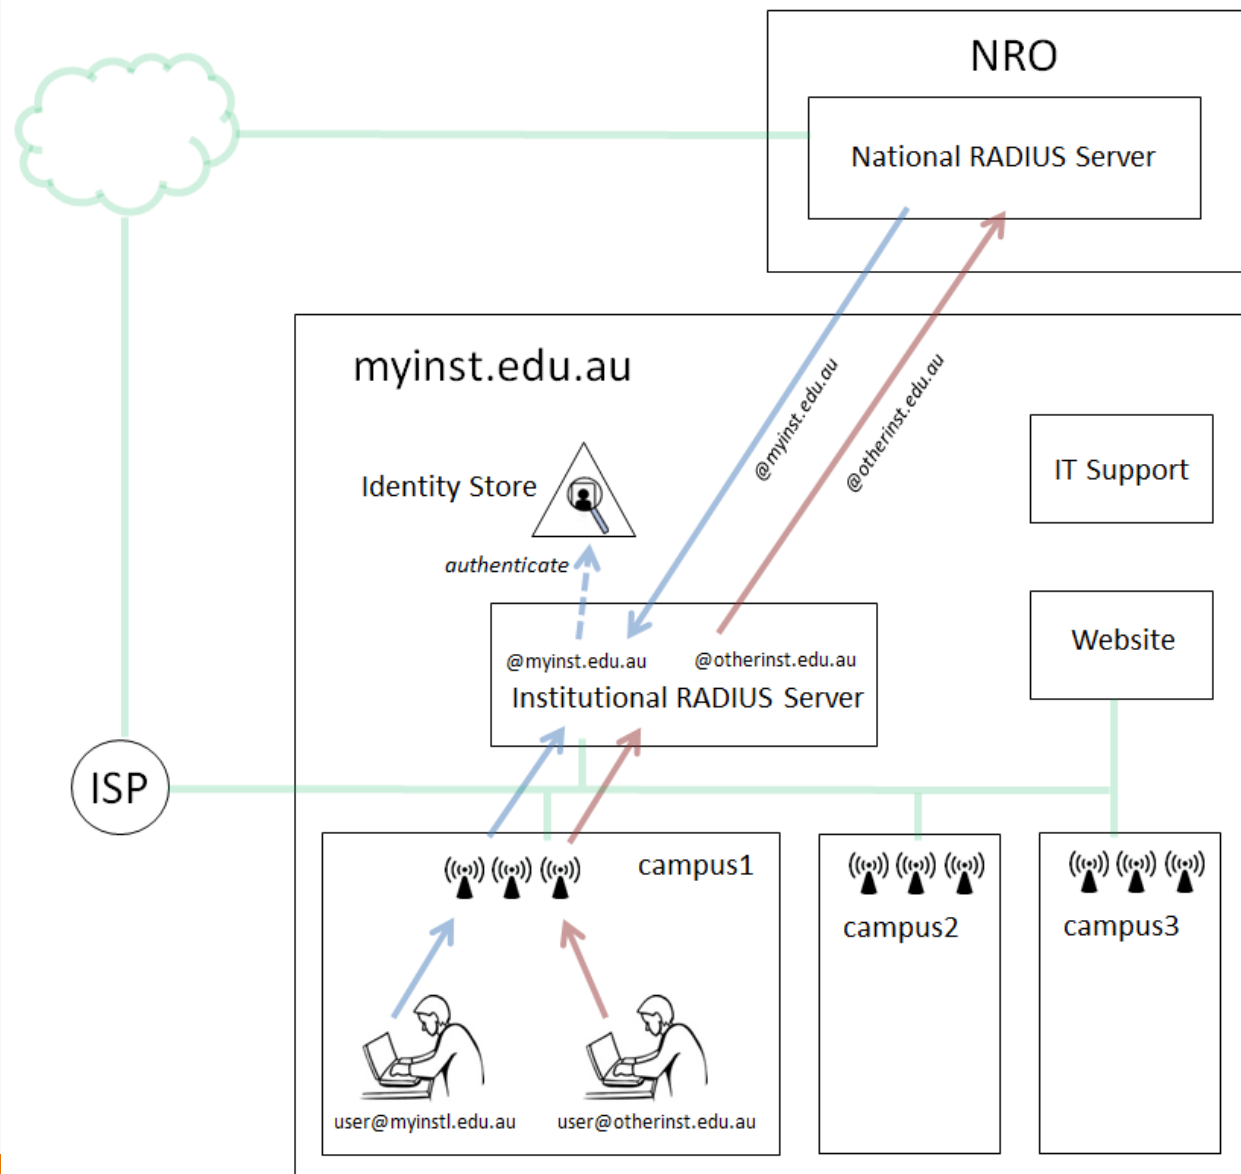 NRO
National RADIUS Server
myinst.edu.au
@myinst.edu.au
@otherinst.edu.au
Identity Store
IT Support
authenticate
@myinst.edu.au
@otherinst.edu.au
Website
Institutional RADIUS Server
ISP
campus1
campus2
campus3
user@myinstl.edu.au
user@otherinst.edu.au